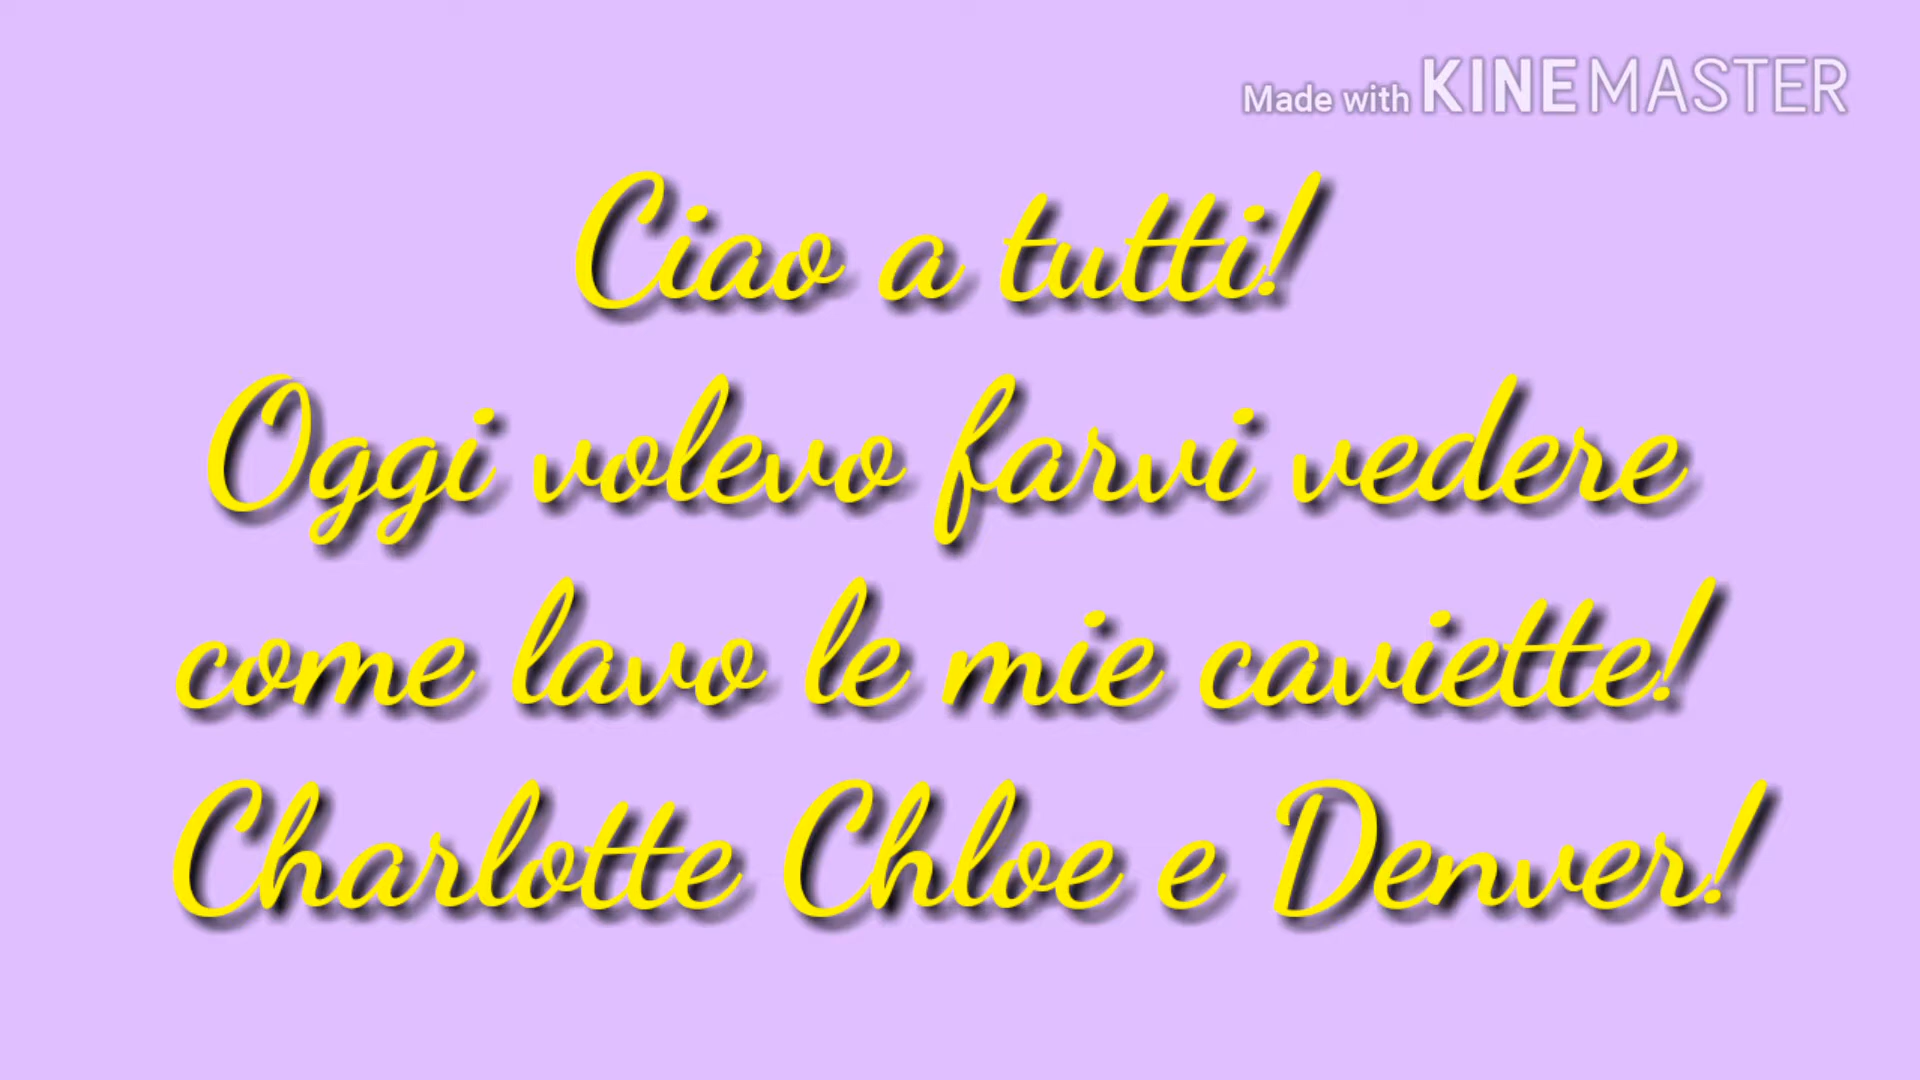 Made with KINEMASTER
Ciao a tutti!
Oggi volevo farvi vedere
come lavo le mie caviette!
Charlotte Chloe e Denver!